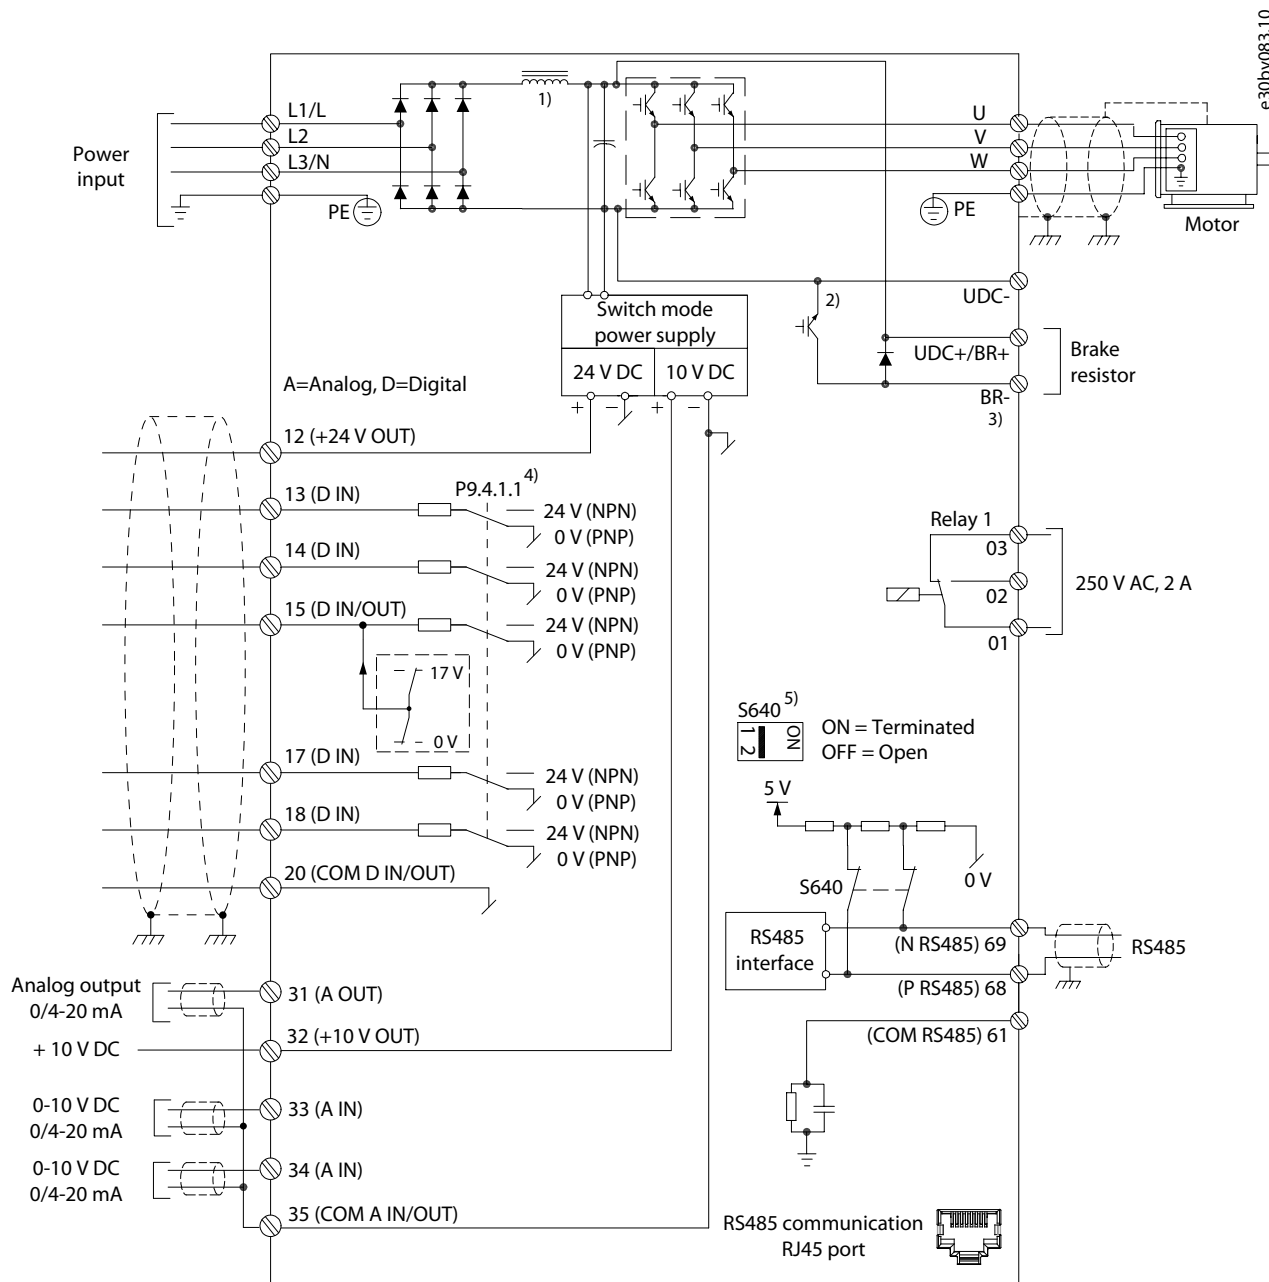 e30bv083.10
Power
input
L1/L
L2
L3/N
PE
1)
U
V
W
PE
Motor
UDC-
2)
UDC+/BR+
BR-
3)
Brake
resistor
Switch mode
power supply
24 V DC
10 V DC
+
−
+
−
A=Analog, D=Digital
12 (+24 V OUT)
13 (D IN)
P9.4.1.1 4)
24 V (NPN)
0 V (PNP)
14 (D IN)
24 V (NPN)
0 V (PNP)
15 (D IN/OUT)
24 V (NPN)
0 V (PNP)
17 V
0 V
17 (D IN)
24 V (NPN)
0 V (PNP)
18 (D IN)
24 V (NPN)
0 V (PNP)
20 (COM D IN/OUT)
Relay 1
03
02
01
250 V AC, 2 A
S640 5)
1 2
ON
ON = Terminated
OFF = Open
5 V
0 V
S640
RS485
interface
(N RS485) 69
(P RS485) 68
RS485
(COM RS485) 61
Analog output
0/4-20 mA
31 (A OUT)
+ 10 V DC
32 (+10 V OUT)
0-10 V DC
0/4-20 mA
33 (A IN)
0-10 V DC
0/4-20 mA
34 (A IN)
35 (COM A IN/OUT)
RS485 communication
RJ45 port